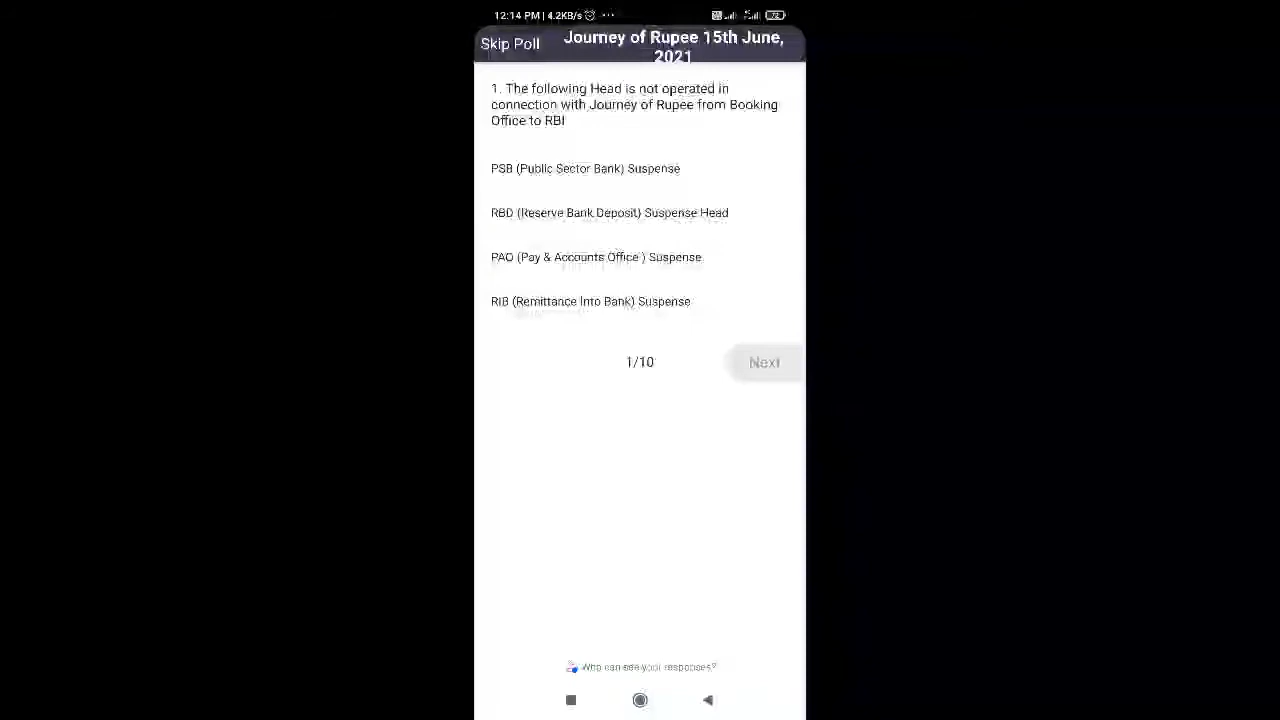 12:14 PM | 4.2KB/s
72
Skip Poll
Journey of Rupee 15th June,
2021
1. The following Head is not operated in
connection with Journey of Rupee from Booking
Office to RBI
PSB (Public Sector Bank) Suspense
RBD (Reserve Bank Deposit) Suspense Head
PAO (Pay & Accounts Office ) Suspense
RIB (Remittance Into Bank) Suspense
1/10
Next
Who can see your responses?